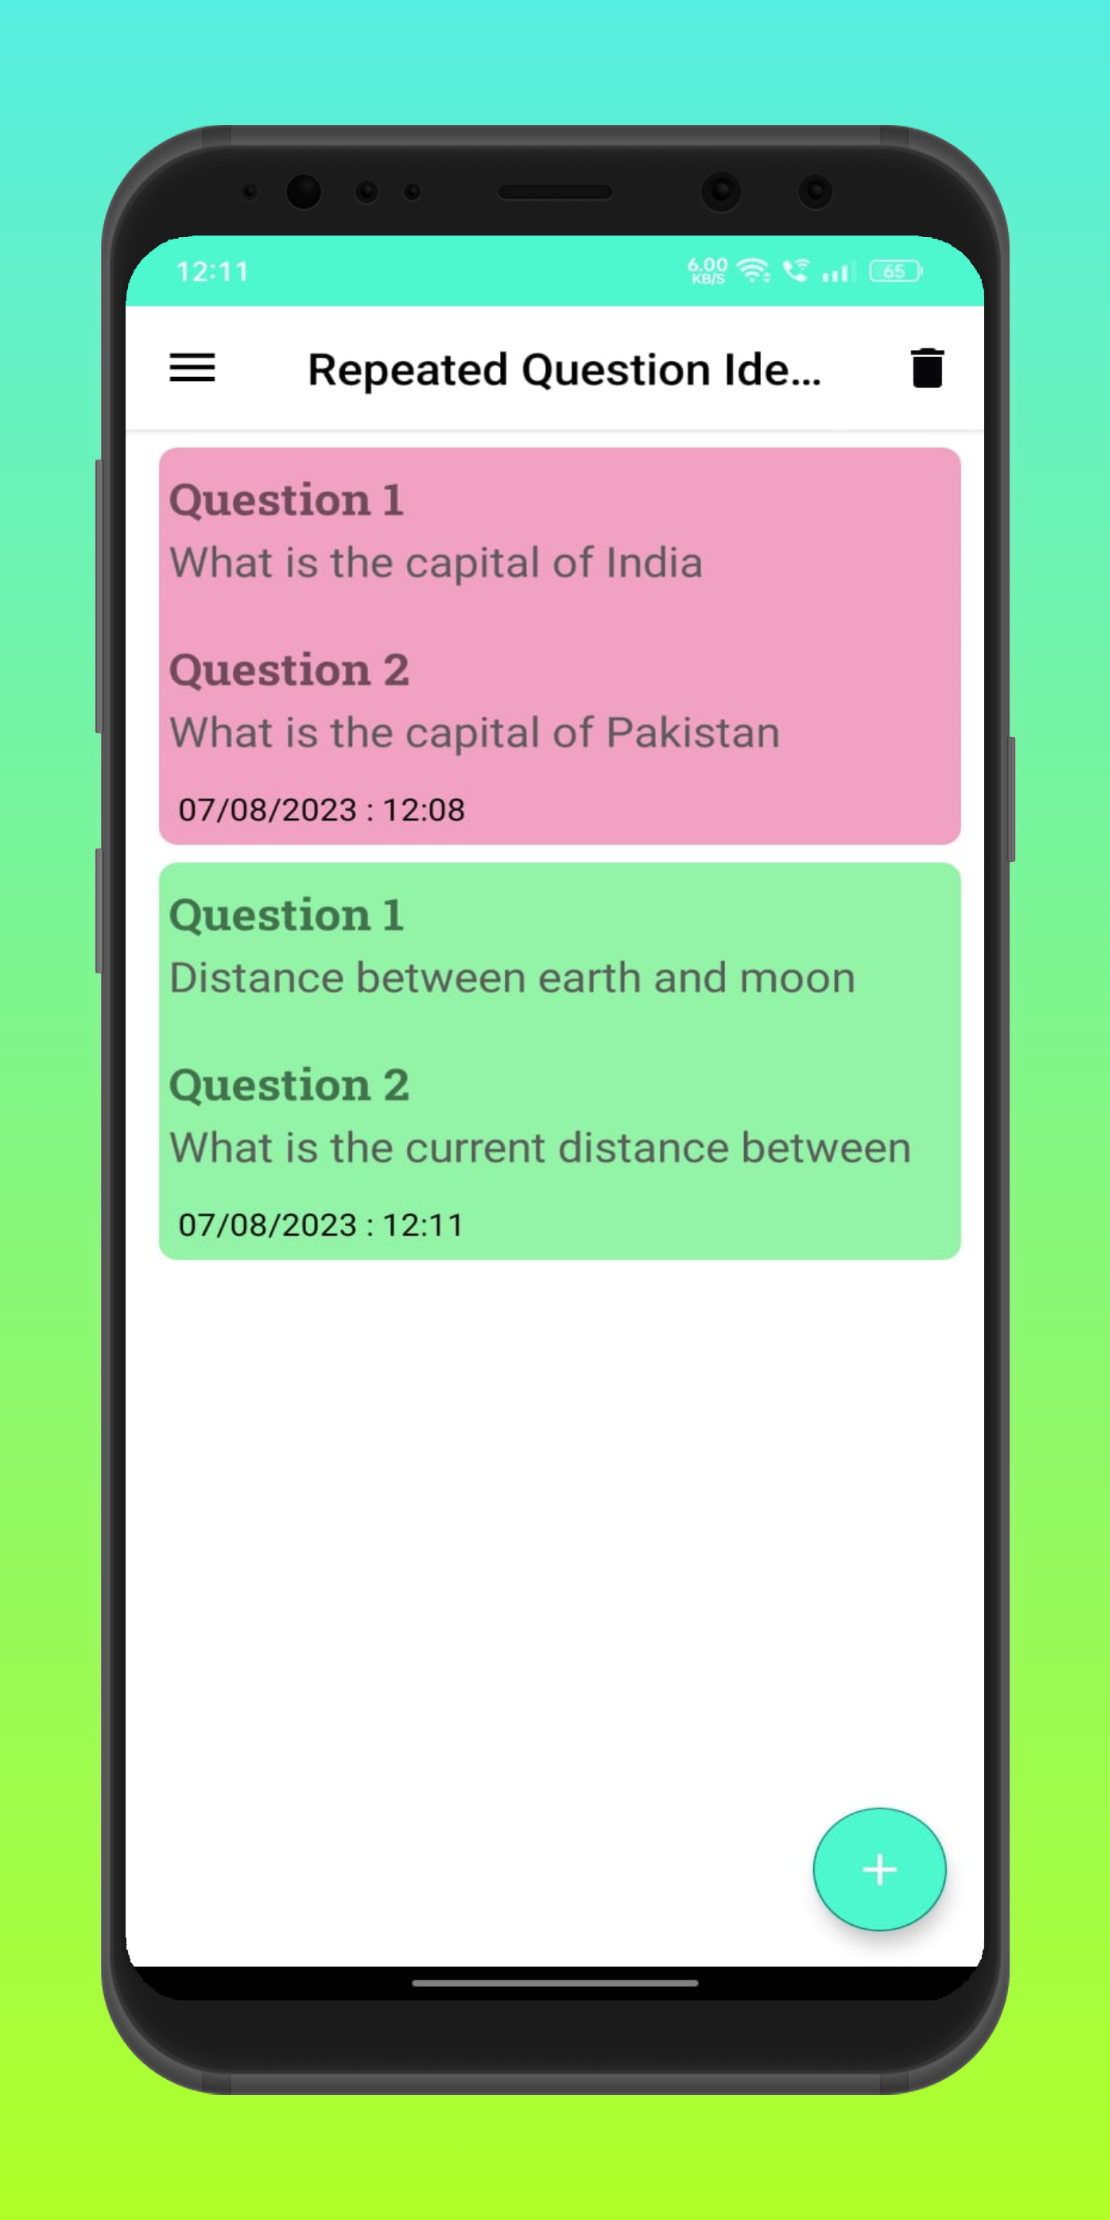 12:11
6.00
KB/S
65
Repeated Question Ide...
Question 1
What is the capital of India
Question 2
What is the capital of Pakistan
07/08/2023 : 12:08
Question 1
Distance between earth and moon
Question 2
What is the current distance between
07/08/2023 : 12:11